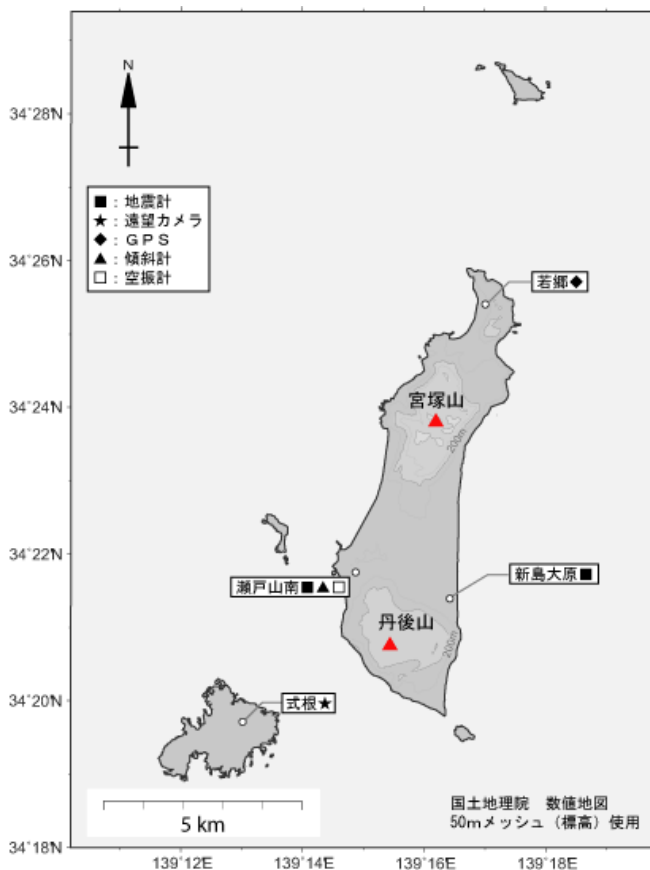 N
34°28'N
34°26'N
34°24'N
34°22'N
34°20'N
34°18'N
■：地震計
★：遠望カメラ
◆：ＧＰＳ
▲：傾斜計
□：空振計
若郷◆
宮塚山
200m
新島大原■
瀬戸山南■▲□
丹後山
200m
式根★
5 km
国土地理院　数値地図
50mメッシュ（標高）使用
139°12'E
139°14'E
139°16'E
139°18'E